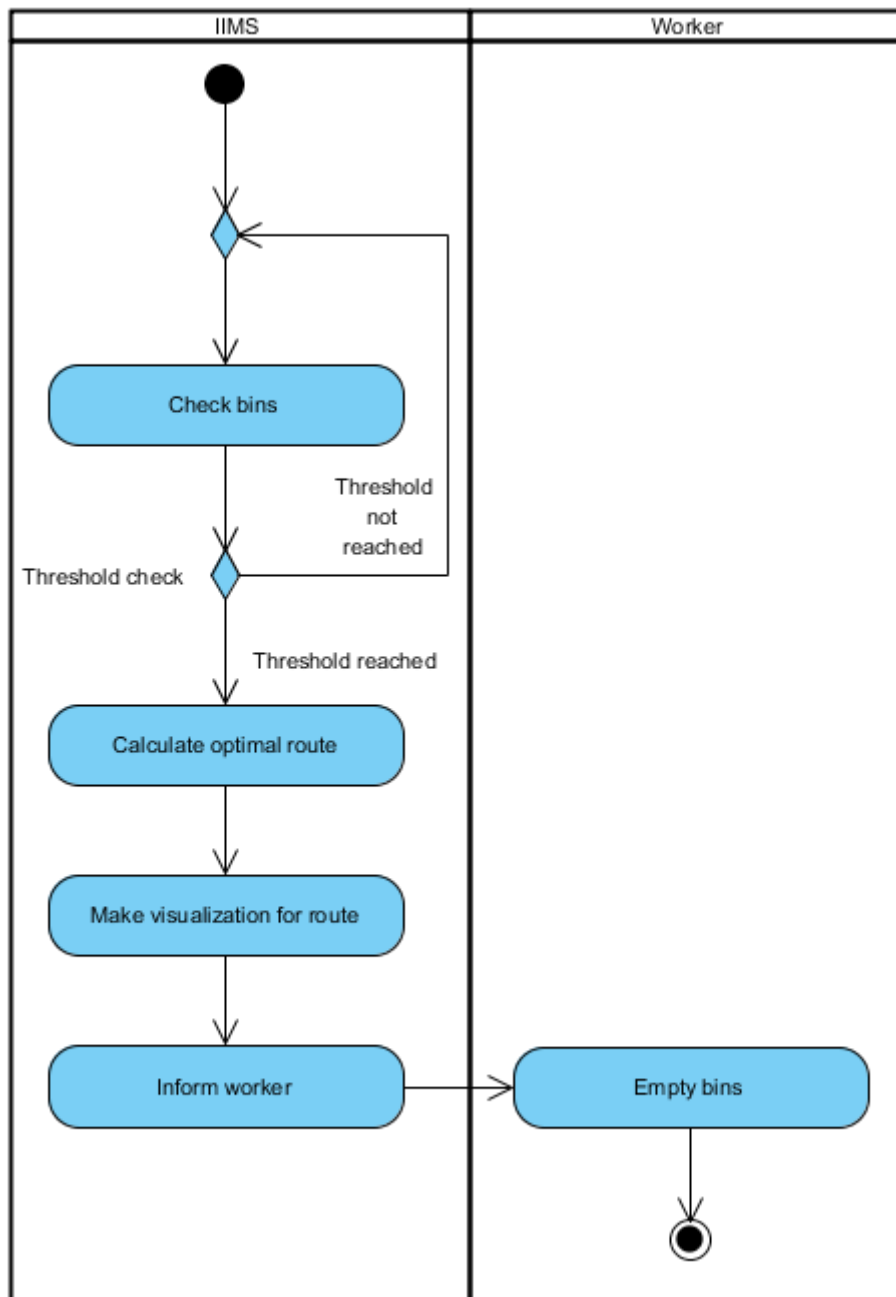 IIMS
Worker
Check bins
Threshold
not
reached
Threshold check
Threshold reached
Calculate optimal route
Make visualization for route
Inform worker
Empty bins